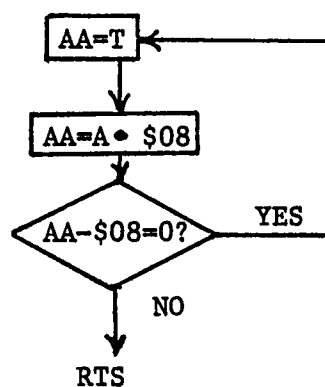 AA=T
AA=A• $08
AA-$08=0?
YES
NO
RTS